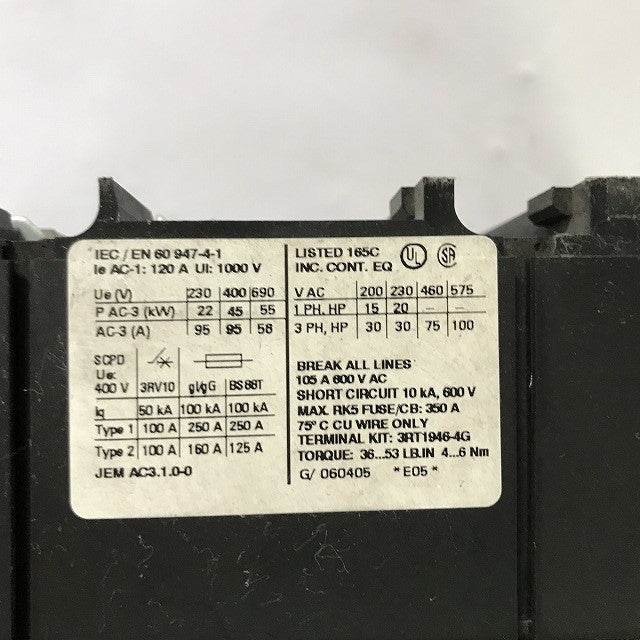 IEC / EN 60 947-4-1
Ie AC-1: 120 A UI: 1000 V
Ue (V) 230 400 690
P AC-3 (kW) 22 45 55
AC-3 (A) 95 95 58
SCPD
Ue:
400 V 3RV10 gl/gG BS88T
Iq 50 kA 100 kA 100 kA
Type 1 100 A 250 A 250 A
Type 2 100 A 160 A 125 A
JEM AC3.1.0-0
LISTED 165C UL SA
INC. CONT. EQ
V AC 200 230 460 575
1 PH, HP 15 20 — —
3 PH, HP 30 30 75 100
BREAK ALL LINES
105 A 600 V AC
SHORT CIRCUIT 10 kA, 600 V
MAX. RK5 FUSE/CB: 350 A
75° C CU WIRE ONLY
TERMINAL KIT: 3RT1946-4G
TORQUE: 36...53 LB.IN 4...6 Nm
G/ 060405 *E05*